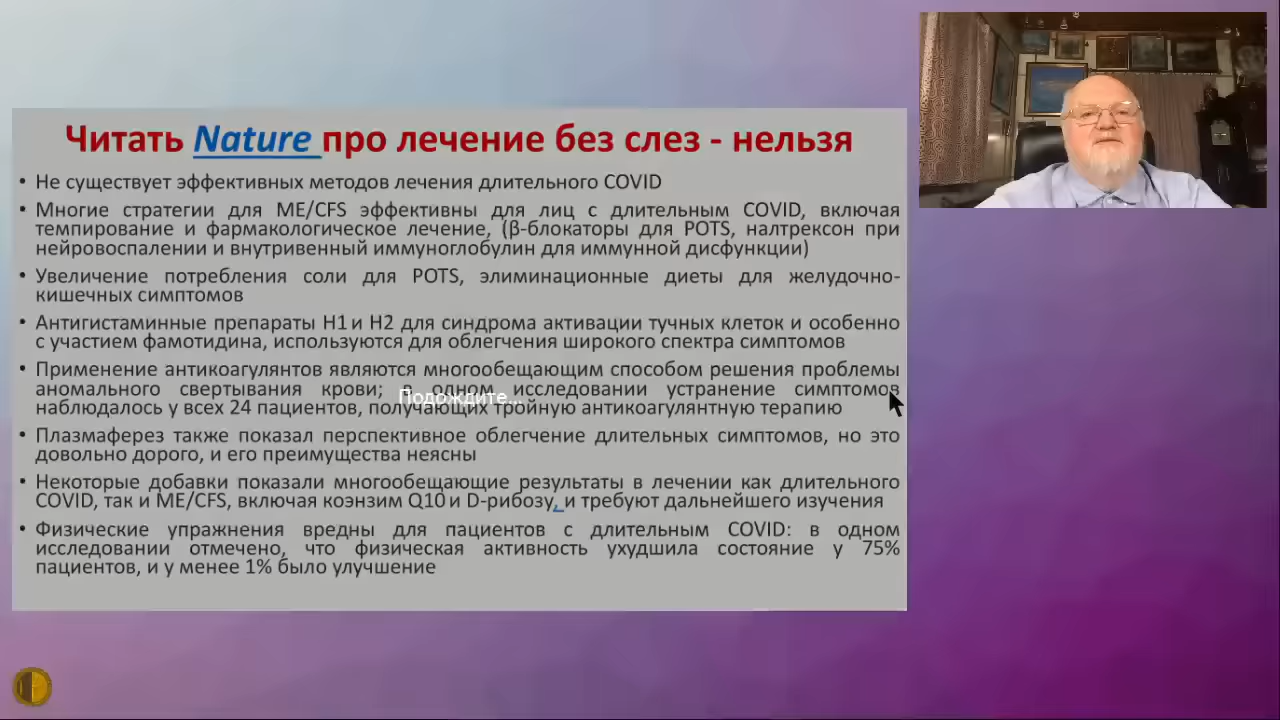 Читать Nature про лечение без слез - нельзя
• Не существует эффективных методов лечения длительного COVID
• Многие стратегии для ME/CFS эффективны для лиц с длительным COVID, включая
темпирование и фармакологическое лечение, (β-блокаторы для POTS, налтрексон при
нейровоспалении и внутривенный иммуноглобулин для иммунной дисфункции)
• Увеличение потребления соли для POTS, элиминационные диеты для желудочно-
кишечных симптомов
• Антигистаминные препараты H1 и H2 для синдрома активации тучных клеток и особенно
с участием фамотидина, используются для облегчения широкого спектра симптомов
• Применение антикоагулянтов являются многообещающим способом решения проблемы
аномального свертывания крови; в одном исследовании устранение симптомов
Подождите...
наблюдалось у всех 24 пациентов, получающих тройную антикоагулянтную терапию
• Плазмаферез также показал перспективное облегчение длительных симптомов, но это
довольно дорого, и его преимущества неясны
• Некоторые добавки показали многообещающие результаты в лечении как длительного
COVID, так и ME/CFS, включая коэнзим Q10 и D-рибозу, и требуют дальнейшего изучения
• Физические упражнения вредны для пациентов с длительным COVID: в одном
исследовании отмечено, что физическая активность ухудшила состояние у 75%
пациентов, и у менее 1% было улучшение